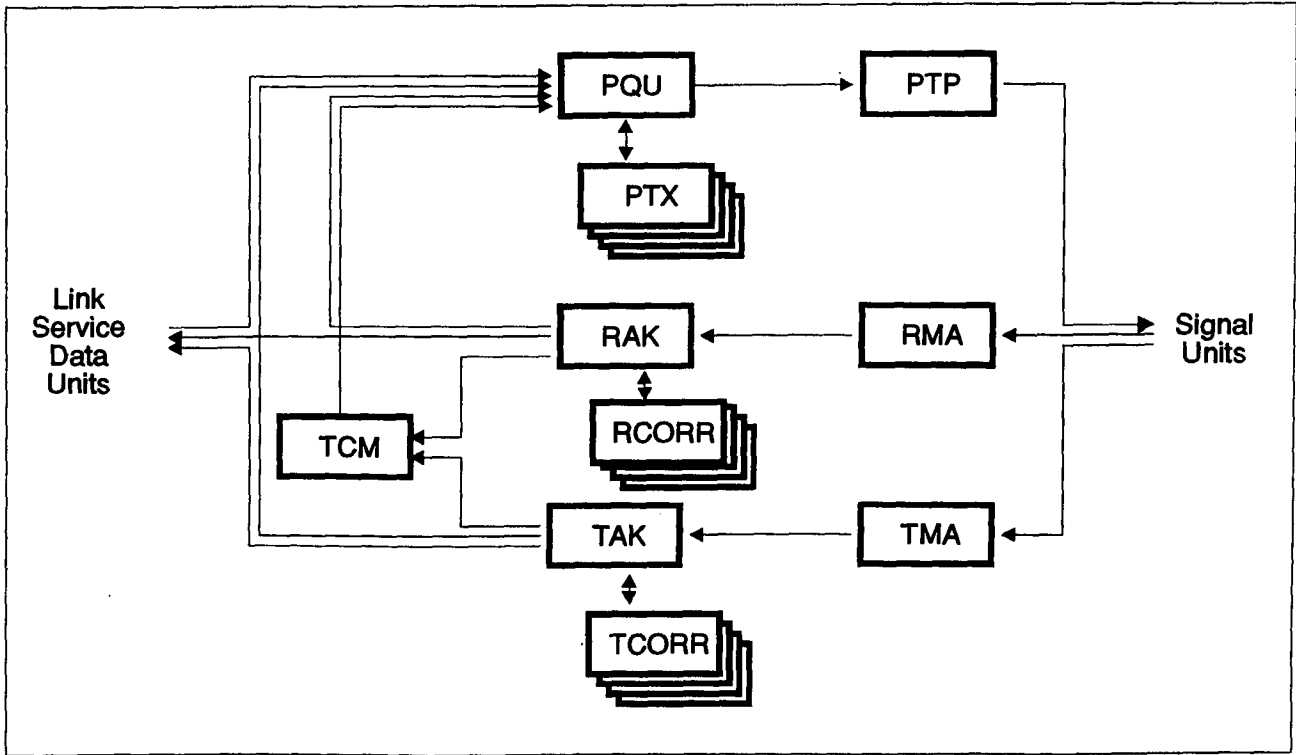 PQU
PTP
PTX
Link
Service
Data
Units
RAK
RMA
Signal
Units
TCM
RCORR
TAK
TMA
TCORR